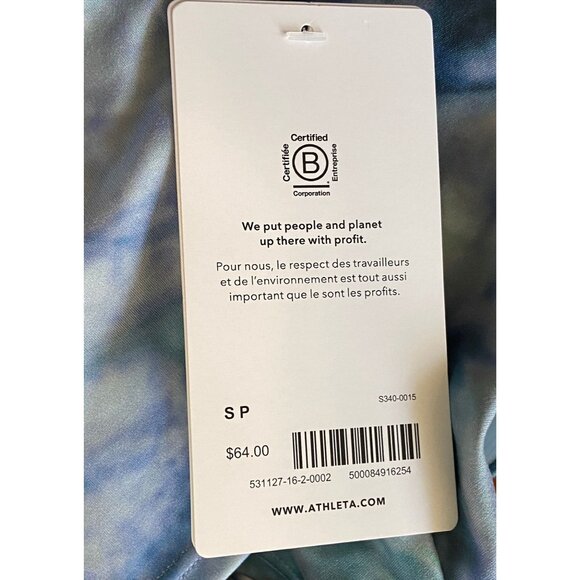 Certified
Certifiée
B
Entreprise
Corporation
We put people and planet
up there with profit.
Pour nous, le respect des travailleurs
et de l'environnement est tout aussi
important que le sont les profits.
S340-0015
S P
$64.00
531127-16-2-0002 500084916254
WWW.ATHLETA.COM